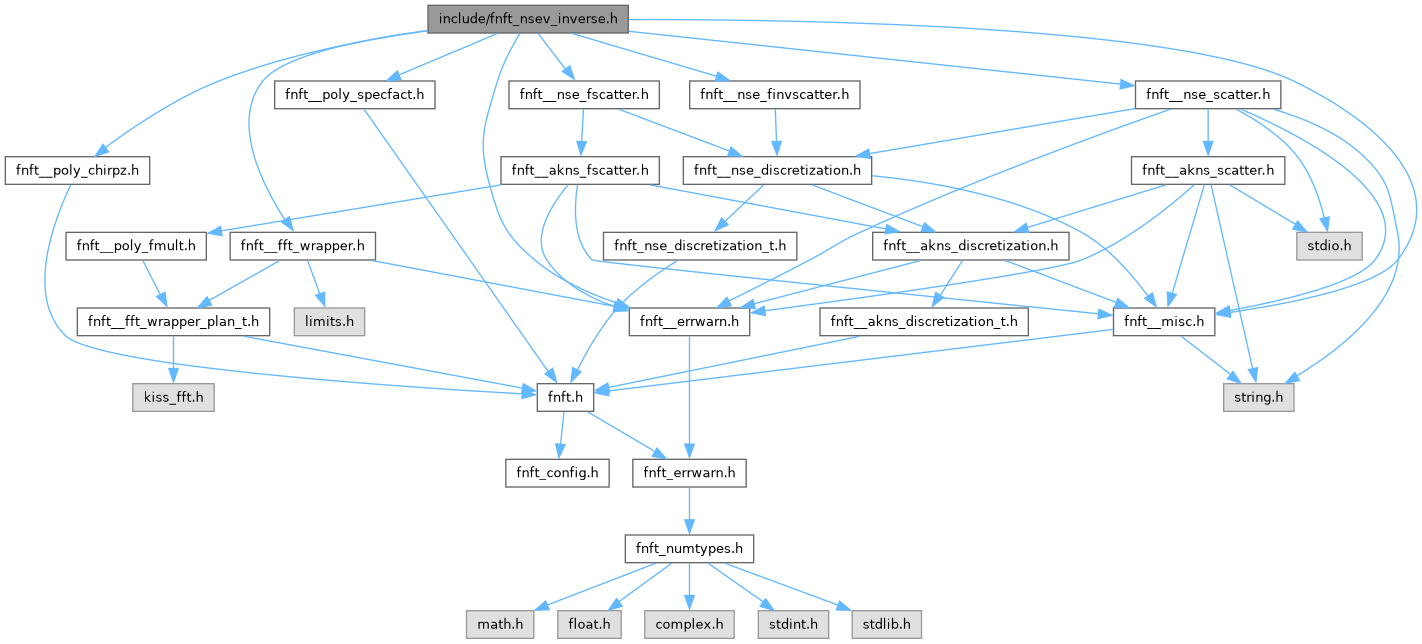 include/fnft_nsev_inverse.h
fnft__poly_specfact.h
fnft__nse_fscatter.h
fnft__nse_finvscatter.h
fnft__nse_scatter.h
fnft__poly_chirpz.h
fnft__akns_fscatter.h
fnft__nse_discretization.h
fnft__akns_scatter.h
fnft__poly_fmult.h
fnft__fft_wrapper.h
fnft_nse_discretization_t.h
fnft__akns_discretization.h
stdio.h
fnft__fft_wrapper_plan_t.h
limits.h
fnft__errwarn.h
fnft__akns_discretization_t.h
fnft__misc.h
kiss_fft.h
fnft.h
string.h
fnft_config.h
fnft_errwarn.h
fnft_numtypes.h
math.h
float.h
complex.h
stdint.h
stdlib.h